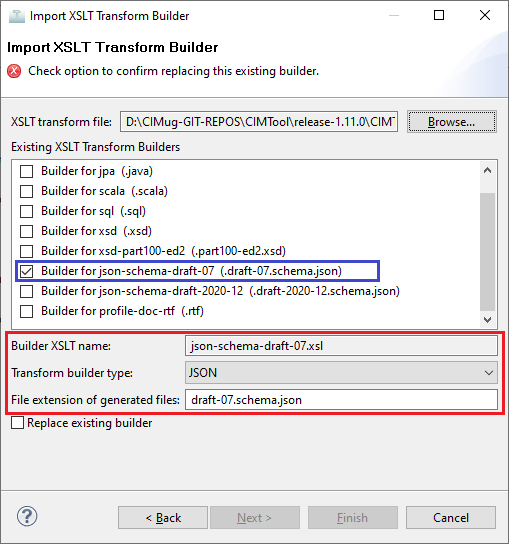 Import XSLT Transform Builder
Import XSLT Transform Builder
Check option to confirm replacing this existing builder.
XSLT transform file: D:\CIMug-GIT-REPOS\CIMTool\release-1.11.0\CIMT Browse...
Existing XSLT Transform Builders
Builder for jpa (.java)
Builder for scala (.scala)
Builder for sql (.sql)
Builder for xsd (.xsd)
Builder for xsd-part100-ed2 (.part100-ed2.xsd)
Builder for json-schema-draft-07 (.draft-07.schema.json)
Builder for json-schema-draft-2020-12 (.draft-2020-12.schema.json)
Builder for profile-doc-rtf (.rtf)
Builder XSLT name: json-schema-draft-07.xsl
Transform builder type: JSON
File extension of generated files: draft-07.schema.json
Replace existing builder
? < Back Next > Finish Cancel